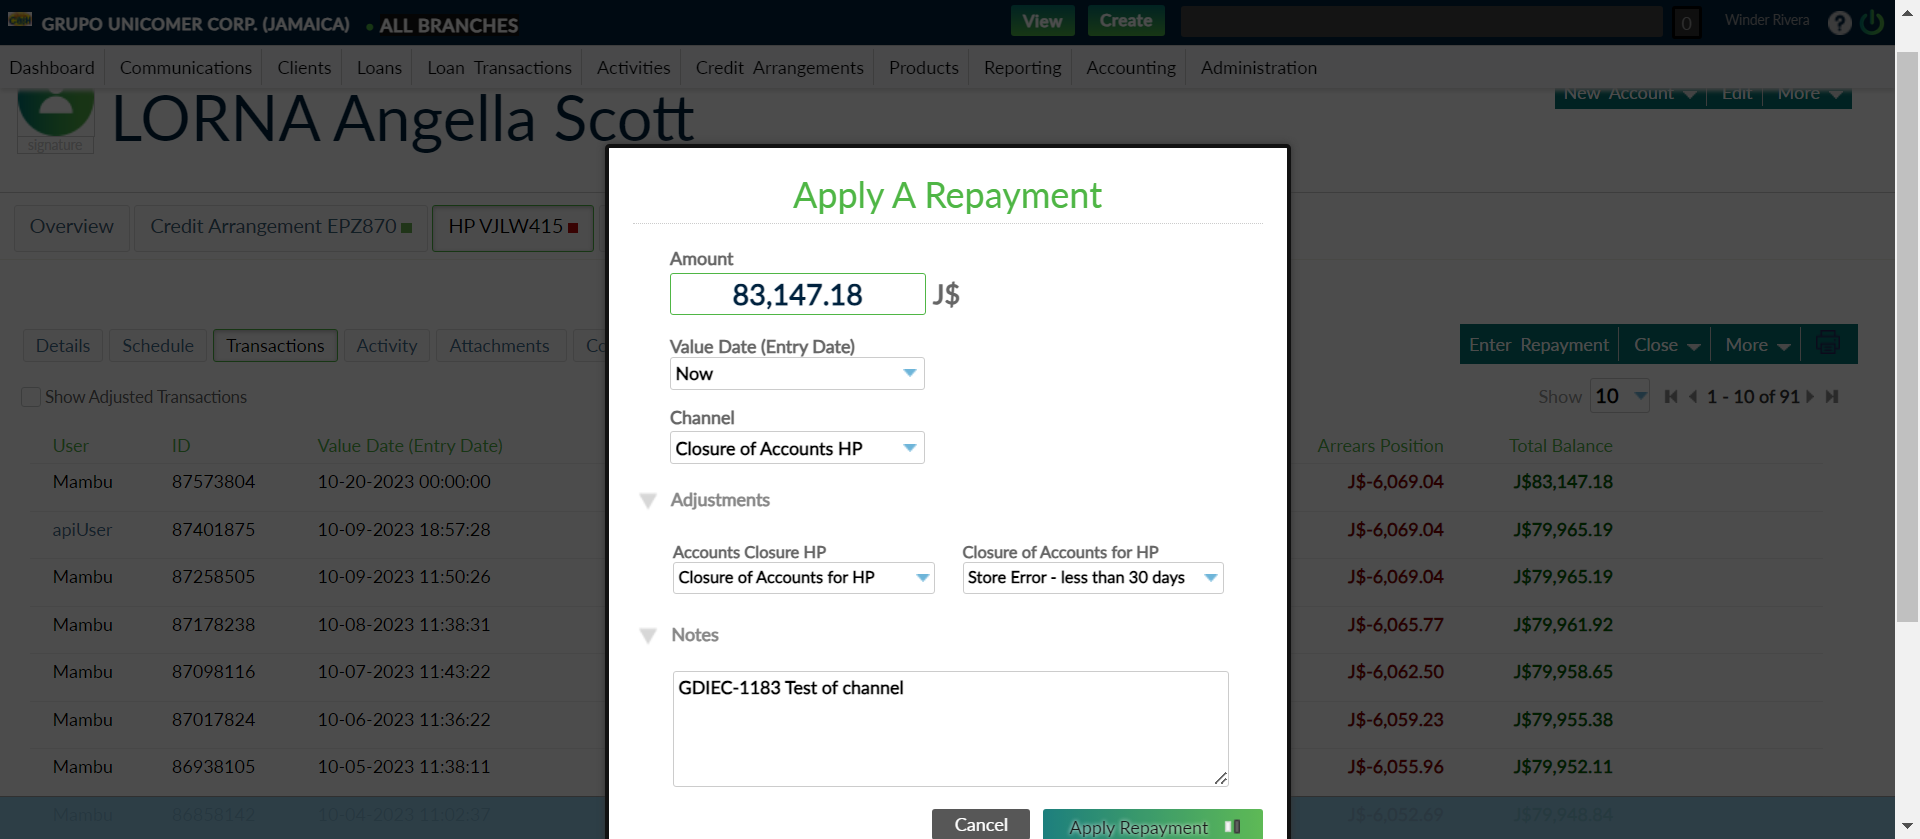 GRUPO UNICOMER CORP. (JAMAICA) ALL BRANCHES View Create 0 Winder Rivera ?
Dashboard Communications Clients Loans Loan Transactions Activities Credit Arrangements Products Reporting Accounting Administration
New Account Edit More
LORNA Angella Scott
signature
Apply A Repayment
Overview Credit Arrangement EPZ870 HP VJLW415
Amount
83,147.18 J$
Details Schedule Transactions Activity Attachments Co
Enter Repayment Close More
Value Date (Entry Date)
Now
Show Adjusted Transactions
Show 10 1 - 10 of 91
Channel
Closure of Accounts HP
User ID Value Date (Entry Date) Arrears Position Total Balance
Mambu 87573804 10-20-2023 00:00:00 J$-6,069.04 J$83,147.18
Adjustments
apiUser 87401875 10-09-2023 18:57:28 J$-6,069.04 J$79,965.19
Accounts Closure HP Closure of Accounts for HP
Closure of Accounts for HP Store Error - less than 30 days
Mambu 87258505 10-09-2023 11:50:26 J$-6,069.04 J$79,965.19
Mambu 87178238 10-08-2023 11:38:31 J$-6,065.77 J$79,961.92
Notes
Mambu 87098116 10-07-2023 11:43:22 J$-6,062.50 J$79,958.65
GDIEC-1183 Test of channel
Mambu 87017824 10-06-2023 11:36:22 J$-6,059.23 J$79,955.38
Mambu 86938105 10-05-2023 11:38:11 J$-6,055.96 J$79,952.11
Mambu 86858142 10-04-2023 11:02:37 J$-6,052.69 J$79,948.84
Cancel Apply Repayment